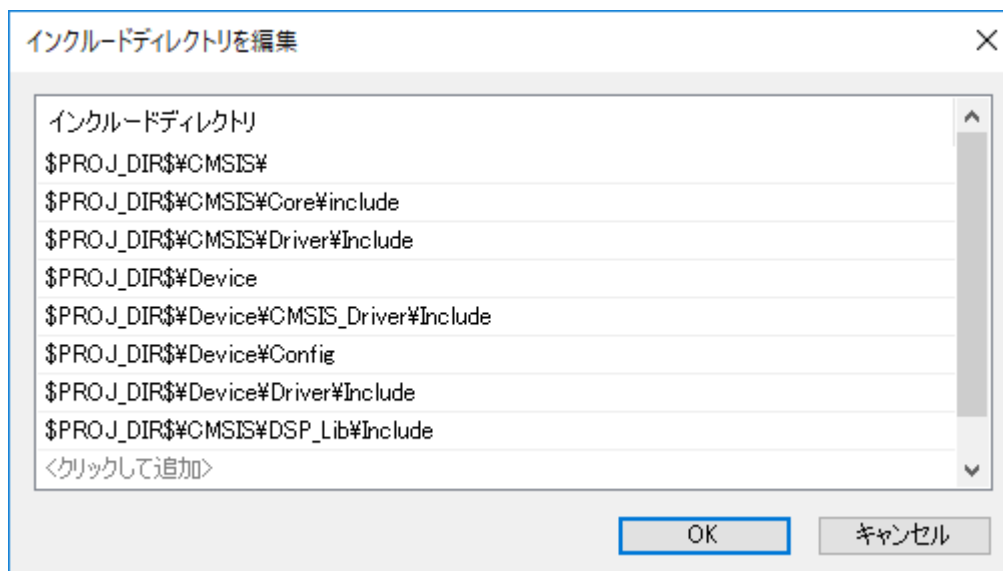 インクルードディレクトリを編集
インクルードディレクトリ
$PROJ_DIR$¥CMSIS¥
$PROJ_DIR$¥CMSIS¥Core¥include
$PROJ_DIR$¥CMSIS¥Driver¥Include
$PROJ_DIR$¥Device
$PROJ_DIR$¥Device¥CMSIS_Driver¥Include
$PROJ_DIR$¥Device¥Config
$PROJ_DIR$¥Device¥Driver¥Include
$PROJ_DIR$¥CMSIS¥DSP_Lib¥Include
<クリックして追加>
OK キャンセル